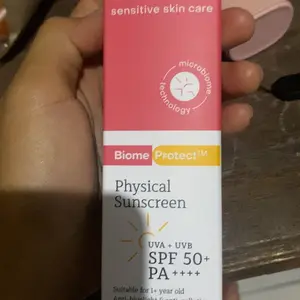 sensitive skin care
microbiome
technology
Biome Protect™
Physical
Sunscreen
UVA + UVB
SPF 50+
PA ++++
Suitable for 1+ year old